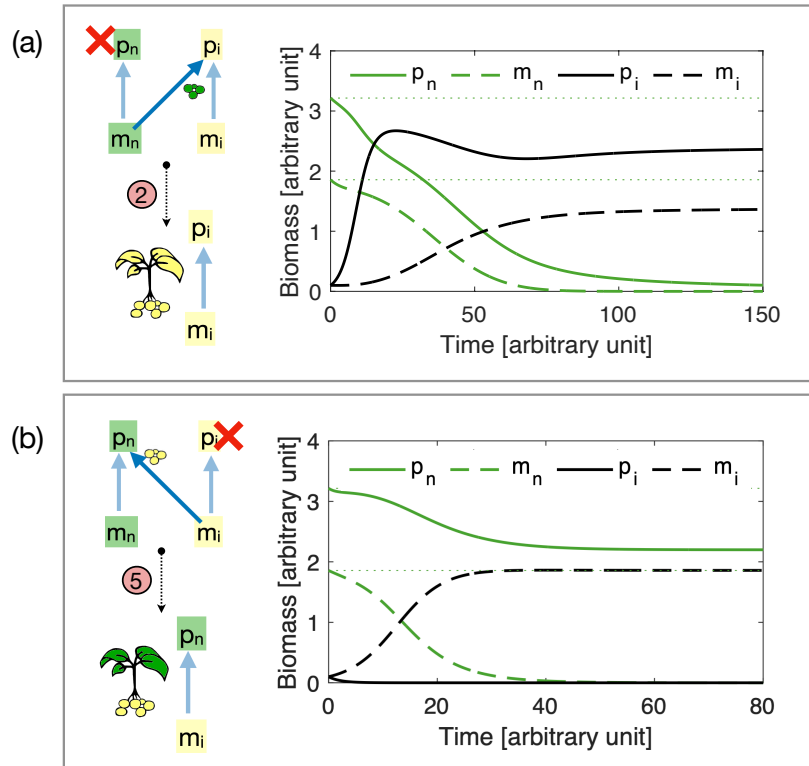 (a)
pₙ pᵢ
mₙ mᵢ
2
pᵢ
mᵢ
Biomass [arbitrary unit]
4
3
2
1
0
pₙ mₙ pᵢ mᵢ
0 50 100 150
Time [arbitrary unit]
(b)
pₙ pᵢ
mₙ mᵢ
5
pₙ
mᵢ
Biomass [arbitrary unit]
4
3
2
1
0
pₙ mₙ pᵢ mᵢ
0 20 40 60 80
Time [arbitrary unit]